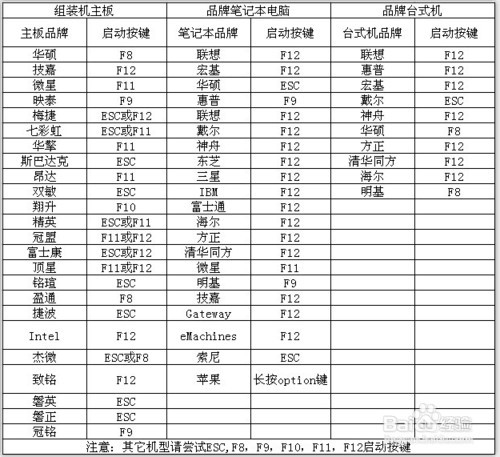 组装机主板 品牌笔记本电脑 品牌台式机
主板品牌 启动按键 笔记本品牌 启动按键 台式机品牌 启动按键
华硕 F8 联想 F12 联想 F12
技嘉 F12 宏基 F12 惠普 F12
微星 F11 华硕 ESC 宏基 F12
映泰 F9 惠普 F9 戴尔 ESC
梅捷 ESC或F12 联想 F12 神舟 F12
七彩虹 ESC或F11 戴尔 F12 华硕 F8
华擎 F11 神舟 F12 方正 F12
斯巴达克 ESC 东芝 F12 清华同方 F12
昂达 F11 三星 F12 海尔 F12
双敏 ESC IBM F12 明基 F8
翔升 F10 富士通 F12
精英 ESC或F11 海尔 F12
冠盟 F11或F12 方正 F12
富士康 ESC或F12 清华同方 F12
顶星 F11或F12 微星 F11
铭瑄 ESC 明基 F9
盈通 F8 技嘉 F12
捷波 ESC Gateway F12
Intel F12 eMachines F12
杰微 ESC或F8 索尼 ESC
致铭 F12 苹果 长按option键
磐英 ESC
磐正 ESC
冠铭 F9
注意：其它机型请尝试ESC,F8，F9，F10，F11，F12启动按键